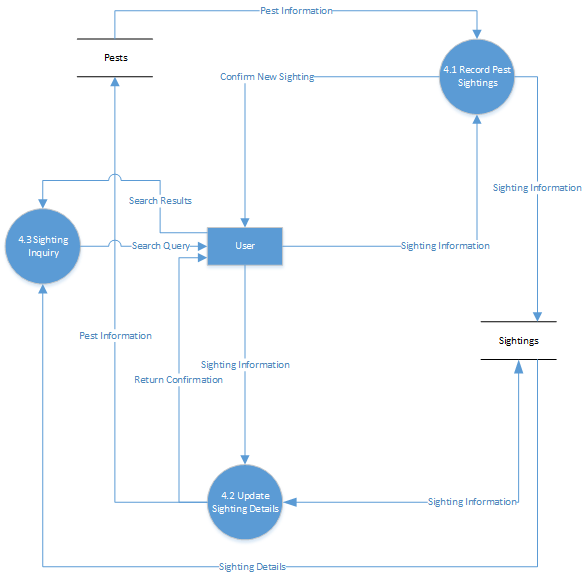 Pest Information
Pests
4.1 Record Pest
Sightings
Confirm New Sighting
Sighting Information
Search Results
4.3 Sighting
Inquiry
Search Query
User
Sighting Information
Sightings
Pest Information
Sighting Information
Return Confirmation
4.2 Update
Sighting Details
Sighting Information
Sighting Details